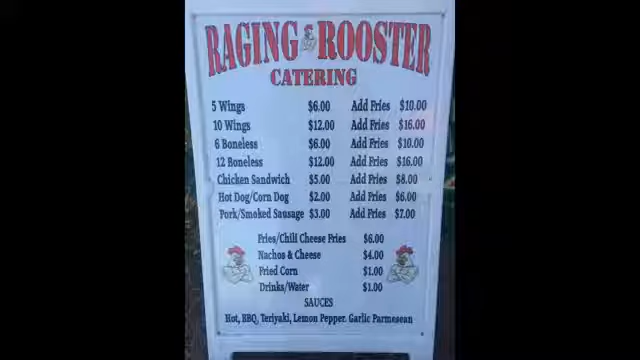 RAGING ROOSTER
CATERING
5 Wings $6.00 Add Fries $10.00
10 Wings $12.00 Add Fries $16.00
6 Boneless $6.00 Add Fries $10.00
12 Boneless $12.00 Add Fries $16.00
Chicken Sandwich $5.00 Add Fries $8.00
Hot Dog/Corn Dog $2.00 Add Fries $6.00
Pork/Smoked Sausage $3.00 Add Fries $7.00
Fries/Chili Cheese Fries $6.00
Nachos & Cheese $4.00
Fried Corn $1.00
Drinks/Water $1.00
SAUCES
Hot, BBQ, Teriyaki, Lemon Pepper. Garlic Parmesean